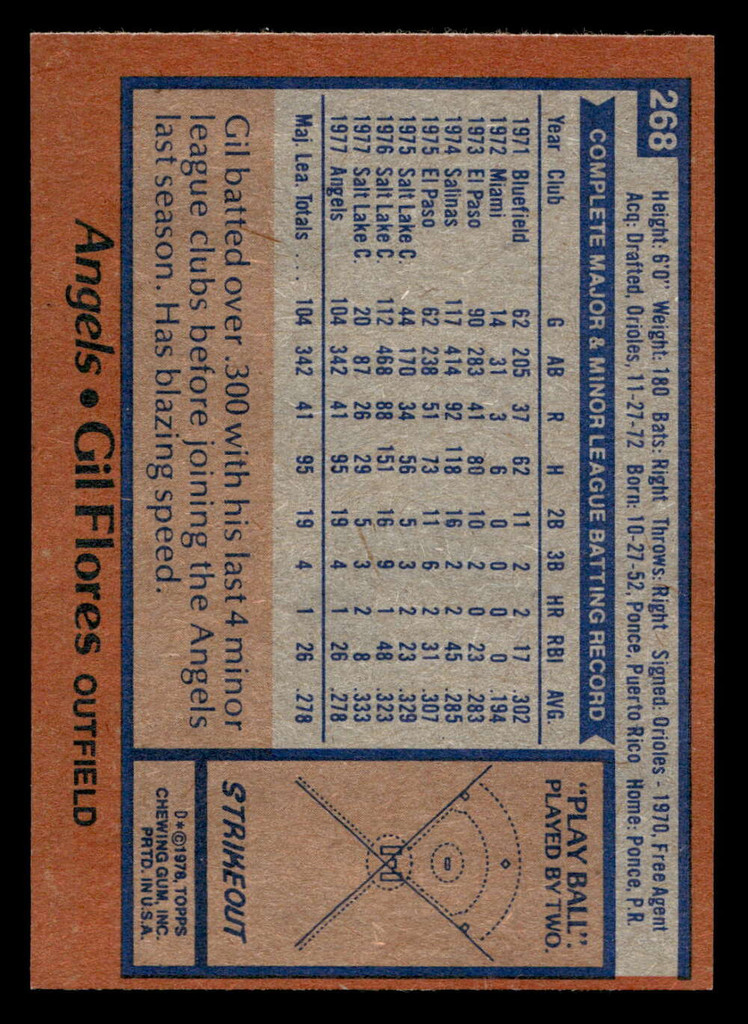 268
Height: 6'0" Weight: 180 Bats: Right Throws: Right Signed: Orioles - 1970, Free Agent
Acq: Drafted, Orioles, 11-27-72 Born: 10-27-52, Ponce, Puerto Rico Home: Ponce, P.R.
COMPLETE MAJOR & MINOR LEAGUE BATTING RECORD
Year Club G AB R H 2B 3B HR RBI AVG.
1971 Bluefield 62 205 37 62 11 2 2 17 .302
1972 Miami 14 31 3 6 0 0 0 2 .194
1973 El Paso 90 283 41 80 10 2 0 23 .283
1974 Salinas 117 414 92 118 16 2 2 45 .285
1975 El Paso 62 238 51 73 11 6 2 31 .307
1975 Salt Lake C. 44 170 34 56 5 3 2 23 .329
1976 Salt Lake C. 112 468 88 151 16 9 1 48 .323
1977 Salt Lake C. 20 87 26 29 5 3 2 8 .333
1977 Angels 104 342 41 95 19 4 1 26 .278
Maj. Lea. Totals .... 104 342 41 95 19 4 1 26 .278
Gil batted over .300 with his last 4 minor
league clubs before joining the Angels
last season. Has blazing speed.
"PLAY BALL".
PLAYED BY TWO.
STRIKEOUT
D*©1978, TOPPS
CHEWING GUM, INC.
PRTD. IN U.S.A.
Angels • Gil Flores OUTFIELD